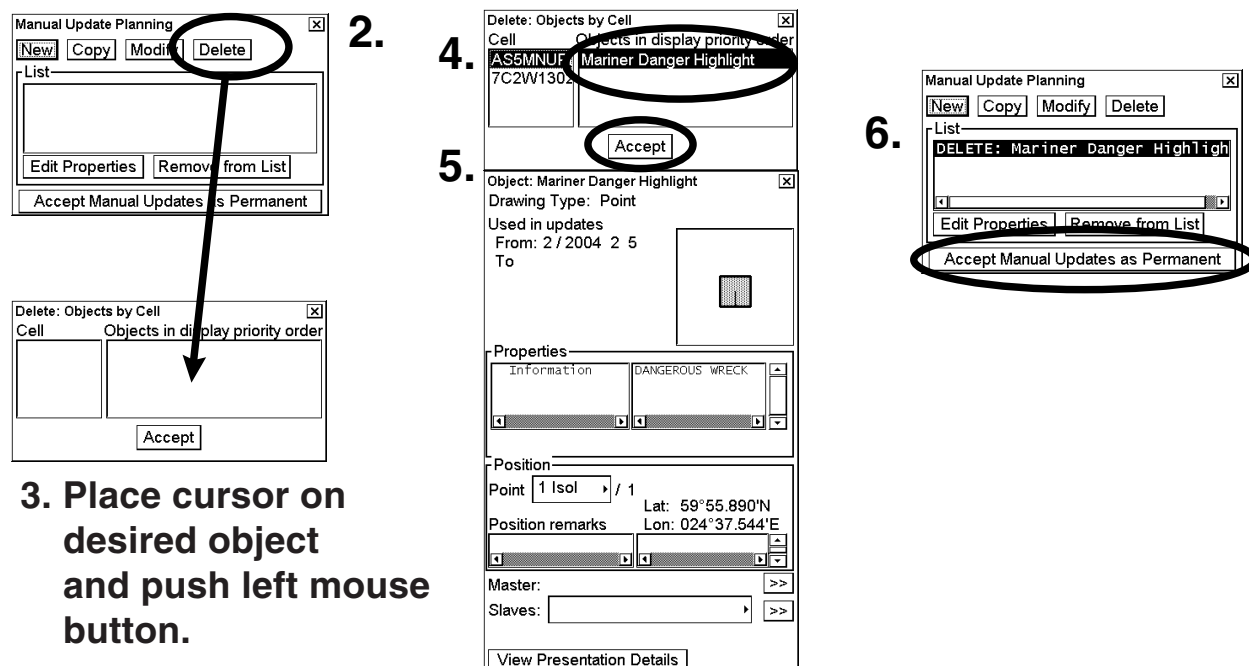 Manual Update Planning
New Copy Modify Delete
List
Edit Properties Remove from List
Accept Manual Updates as Permanent
2.
Delete: Objects by Cell
Cell Objects in display priority order
Accept
3. Place cursor on
desired object
and push left mouse
button.
4.
Delete: Objects by Cell
Cell Objects in display priority order
AS5MNUF Mariner Danger Highlight
7C2W1302
Accept
5.
Object: Mariner Danger Highlight
Drawing Type: Point
Used in updates
From: 2 / 2004 2 5
To
Properties
Information DANGEROUS WRECK
Position
Point 1 Isol / 1
Lat: 59°55.890'N
Position remarks Lon: 024°37.544'E
Master: >>
Slaves: >>
View Presentation Details
6.
Manual Update Planning
New Copy Modify Delete
List
DELETE: Mariner Danger Highligh
Edit Properties Remove from List
Accept Manual Updates as Permanent